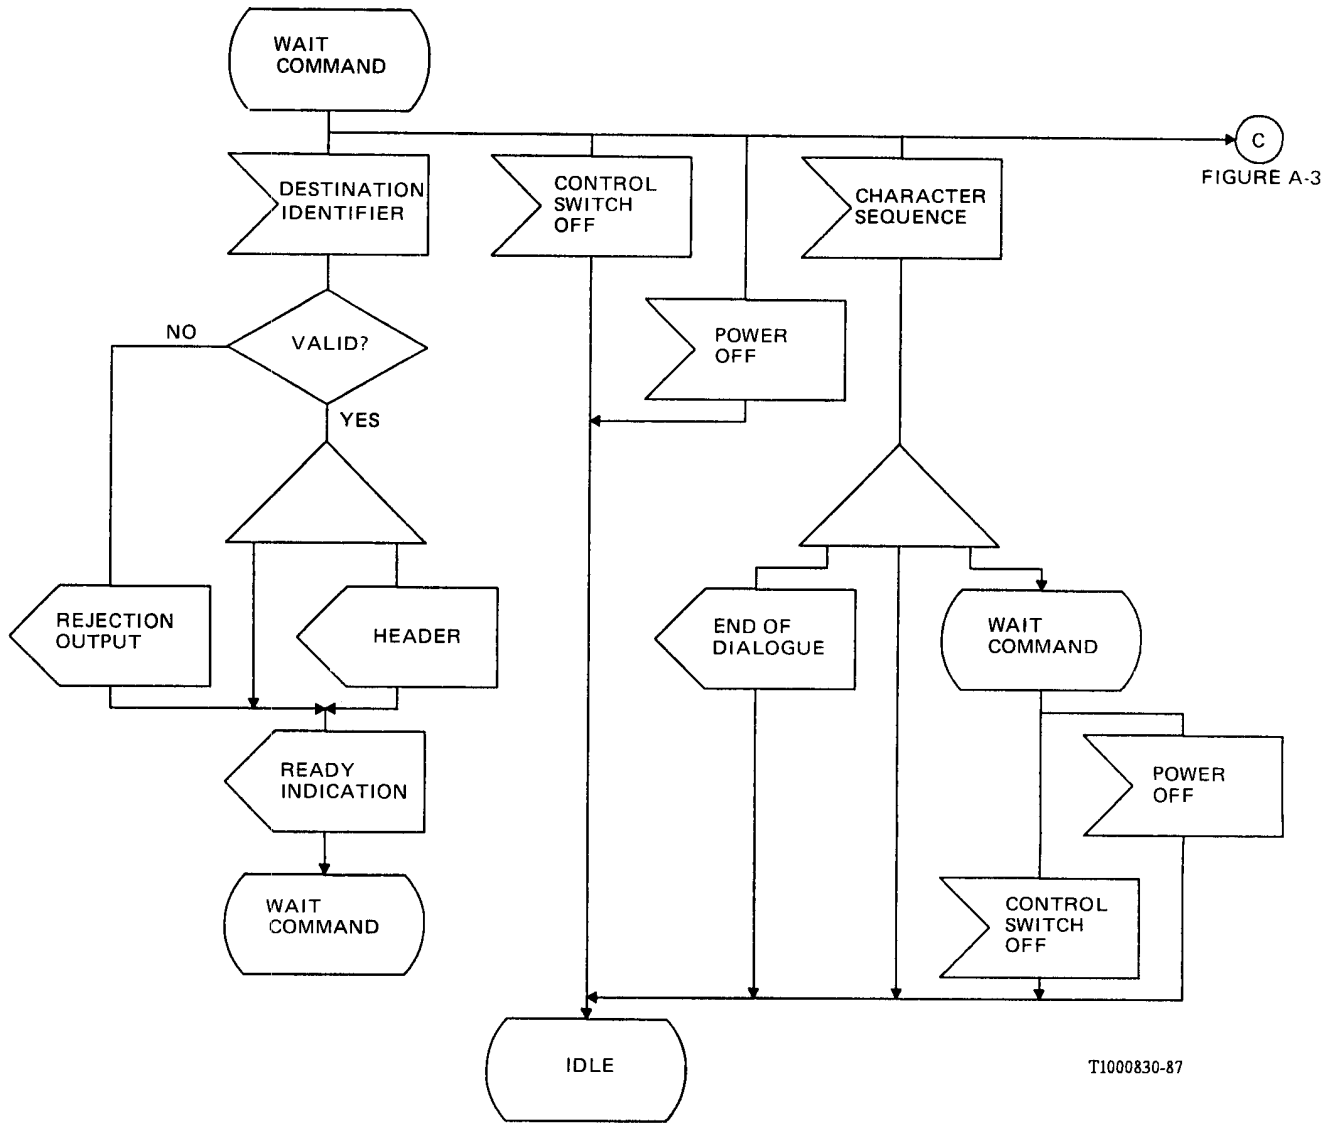 WAIT
COMMAND
C
FIGURE A-3
DESTINATION
IDENTIFIER
CONTROL
SWITCH
OFF
CHARACTER
SEQUENCE
POWER
OFF
NO
VALID?
YES
REJECTION
OUTPUT
HEADER
END OF
DIALOGUE
WAIT
COMMAND
READY
INDICATION
POWER
OFF
WAIT
COMMAND
CONTROL
SWITCH
OFF
IDLE
T1000830-87